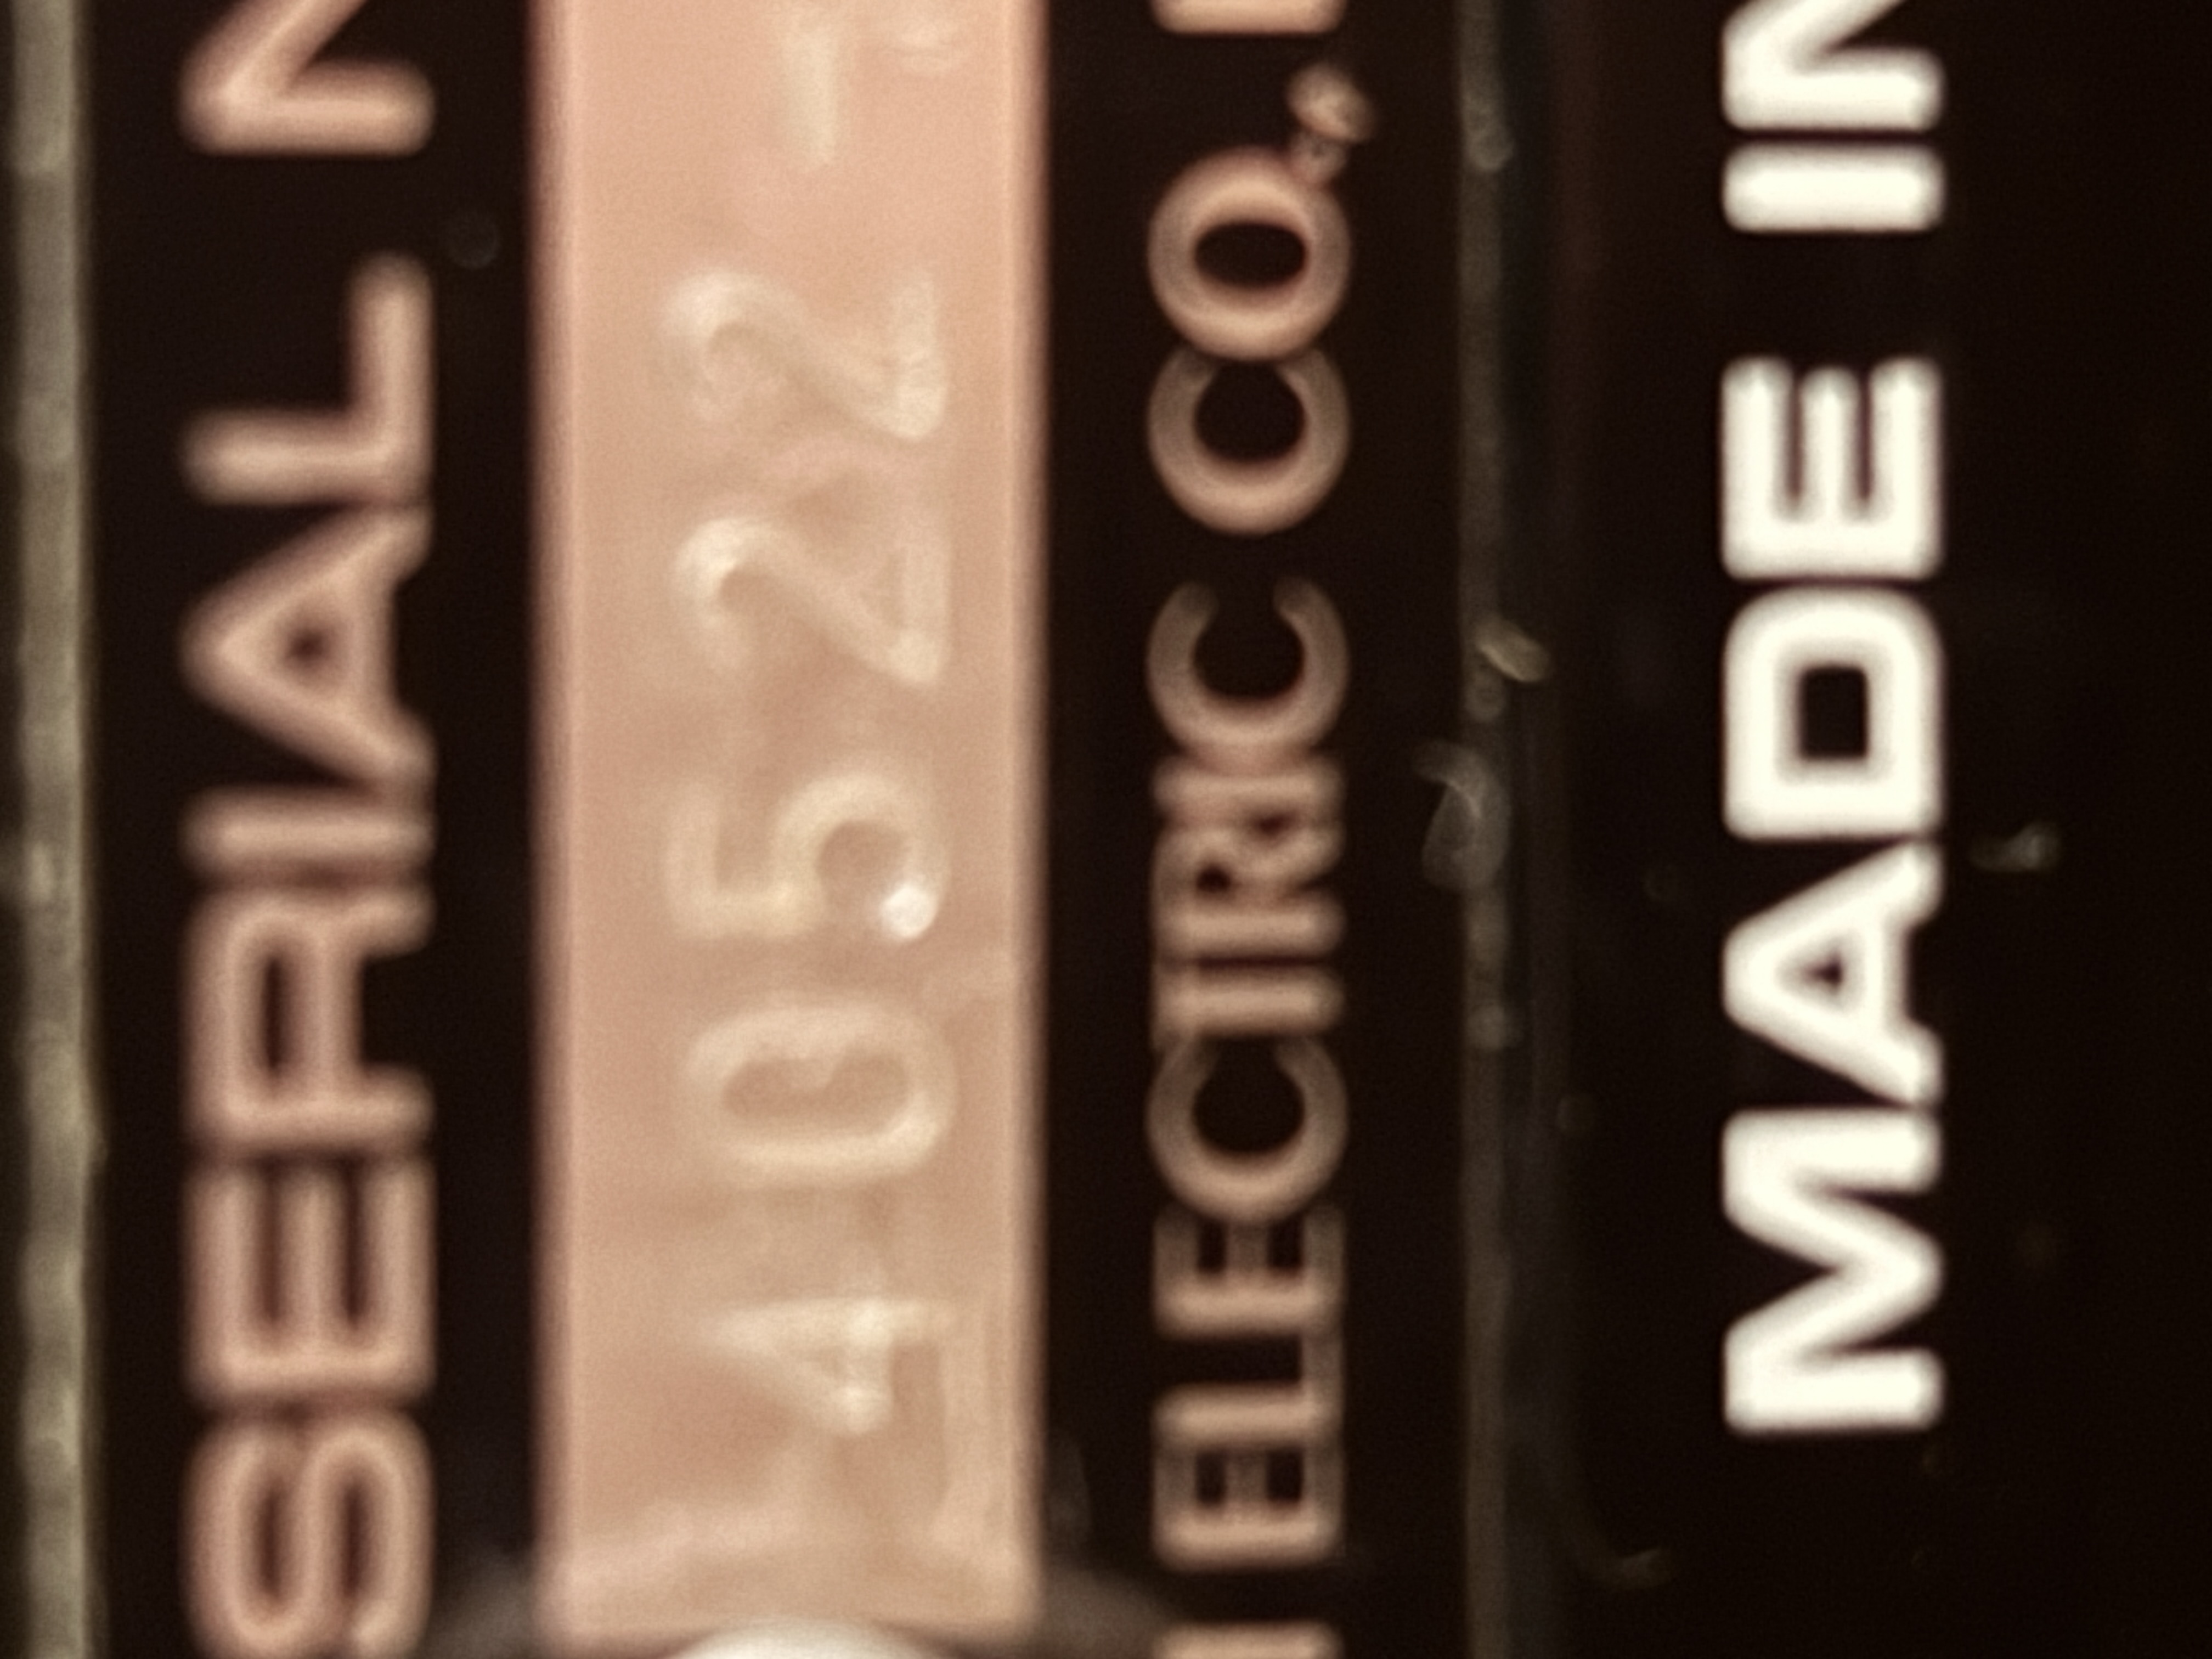 SERIAL N
40522-
ELECTRIC CO.
MADE IN